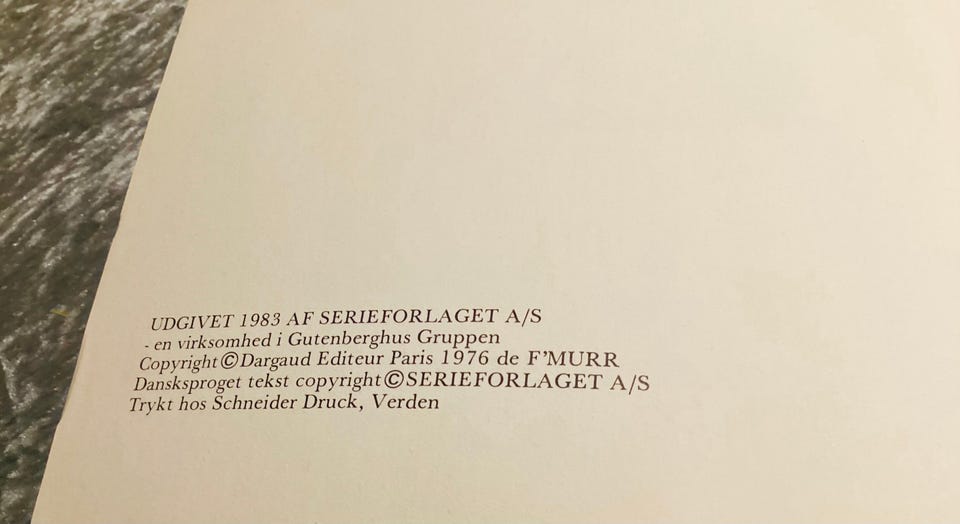 UDGIVET 1983 AF SERIEFORLAGET A/S
- en virksomhed i Gutenberghus Gruppen
Copyright©Dargaud Editeur Paris 1976 de F'MURR
Dansksproget tekst copyright©SERIEFORLAGET A/S
Trykt hos Schneider Druck, Verden